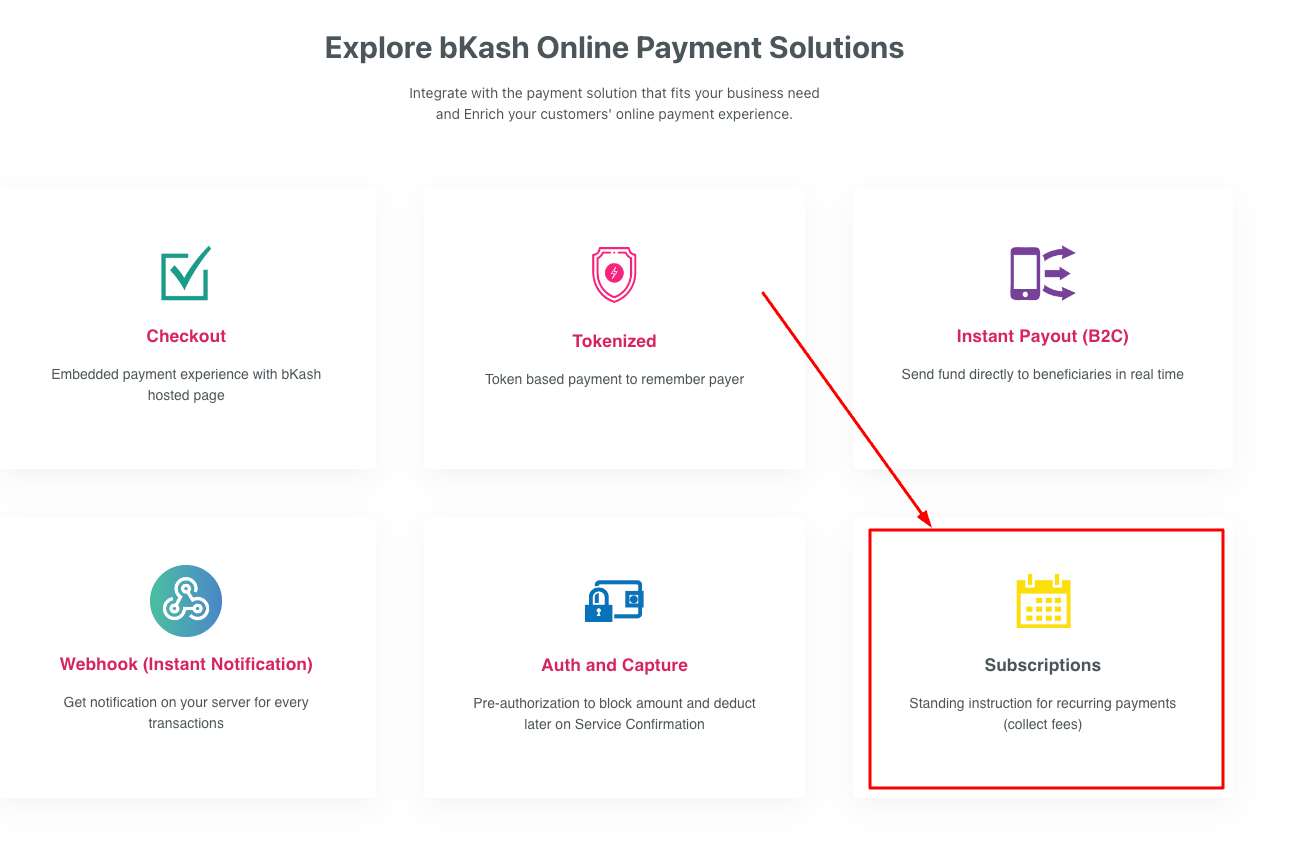 Explore bKash Online Payment Solutions
Integrate with the payment solution that fits your business need
and Enrich your customers' online payment experience.
Checkout
Embedded payment experience with bKash
hosted page
Tokenized
Token based payment to remember payer
Instant Payout (B2C)
Send fund directly to beneficiaries in real time
Webhook (Instant Notification)
Get notification on your server for every
transactions
Auth and Capture
Pre-authorization to block amount and deduct
later on Service Confirmation
Subscriptions
Standing instruction for recurring payments
(collect fees)